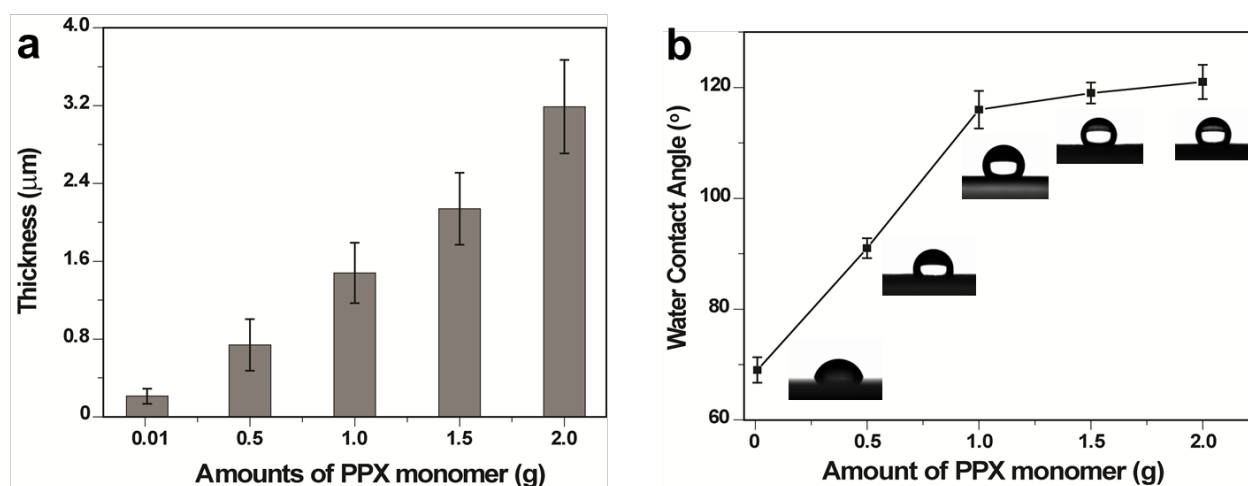 a
4.0
3.2
2.4
1.6
0.8
0
Thickness (μm)
0.01 0.5 1.0 1.5 2.0
Amounts of PPX monomer (g)
b
120
100
80
60
Water Contact Angle (º)
0 0.5 1.0 1.5 2.0
Amount of PPX monomer (g)